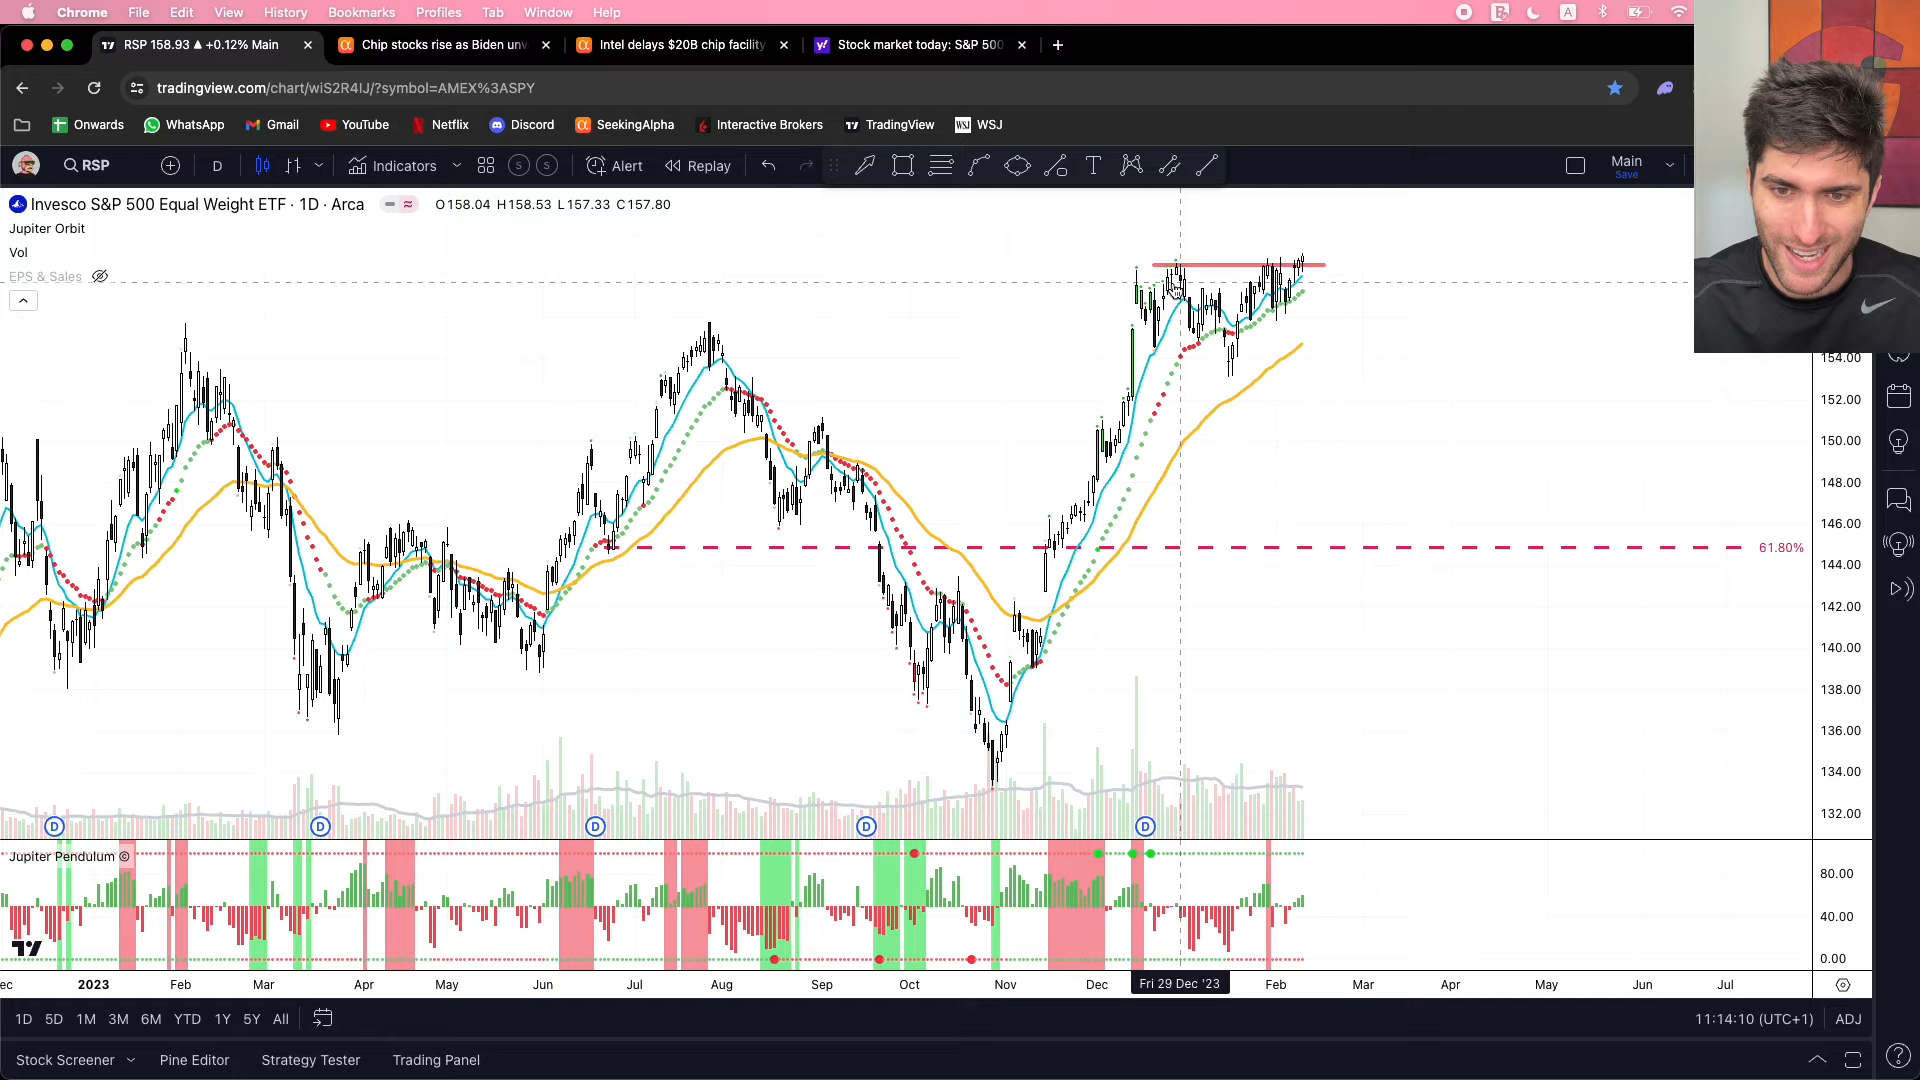 Chrome File Edit View History Bookmarks Profiles Tab Window Help A
RSP 158.93 ▲ +0.12% Main Chip stocks rise as Biden unv Intel delays $20B chip facility Stock market today: S&P 500
tradingview.com/chart/wiS2R4IJ/?symbol=AMEX%3ASPY
Onwards WhatsApp Gmail YouTube Netflix Discord SeekingAlpha Interactive Brokers TradingView WSJ WSJ
RSP D Indicators S S Alert Replay T Main
Save
Invesco S&P 500 Equal Weight ETF · 1D · Arca O158.04 H158.53 L157.33 C157.80
Jupiter Orbit
Vol
EPS & Sales
154.00
152.00
150.00
148.00
146.00
61.80%
144.00
142.00
140.00
138.00
136.00
134.00
132.00
D D D D D
Jupiter Pendulum ©
80.00
40.00
0.00
ec 2023 Feb Mar Apr May Jun Jul Aug Sep Oct Nov Dec Fri 29 Dec '23 Feb Mar Apr May Jun Jul
1D 5D 1M 3M 6M YTD 1Y 5Y All 11:14:10 (UTC+1) ADJ
Stock Screener Pine Editor Strategy Tester Trading Panel